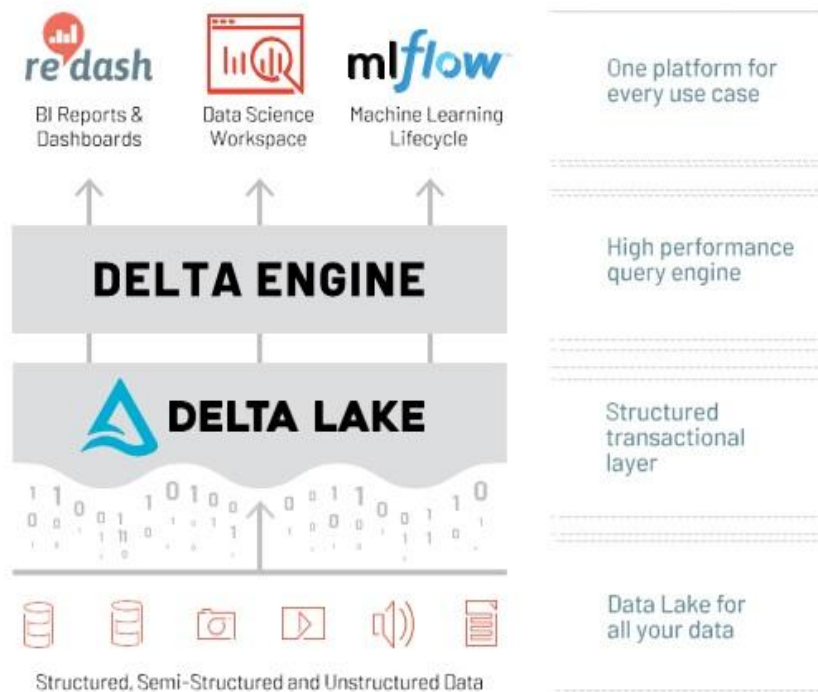 redash
mlflow
BI Reports &
Dashboards
Data Science
Workspace
Machine Learning
Lifecycle
One platform for
every use case
DELTA ENGINE
High performance
query engine
DELTA LAKE
Structured
transactional
layer
Structured, Semi-Structured and Unstructured Data
Data Lake for
all your data